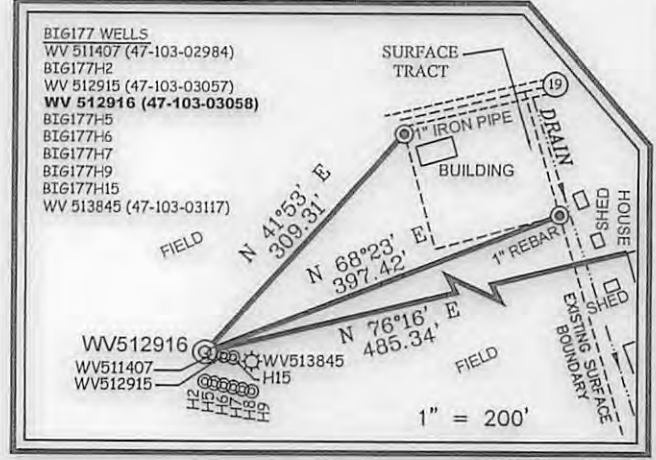 BIG177 WELLS
WV 511407 (47-103-02984)
BIG177H2
WV 512915 (47-103-03057)
WV 512916 (47-103-03058)
BIG177H5
BIG177H6
BIG177H7
BIG177H9
BIG177H15
WV 513845 (47-103-03117)
SURFACE
TRACT
19
1" IRON PIPE
DRAIN
BUILDING
SHED
HOUSE
FIELD
N 41°53' E
309.31'
N 68°23' E
397.42'
1" REBAR
N 76°16' E
485.34'
SHED
EXISTING SURFACE
BOUNDARY
FIELD
WV512916
WV511407
WV512915
WV513845
H15
H2
H5
H6
H7
H8
H9
1" = 200'